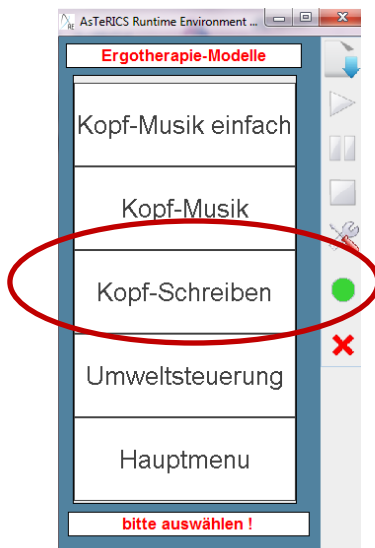 AsTeRICS Runtime Environment ...
Ergotherapie-Modelle
Kopf-Musik einfach
Kopf-Musik
Kopf-Schreiben
Umweltsteuerung
Hauptmenu
bitte auswählen !